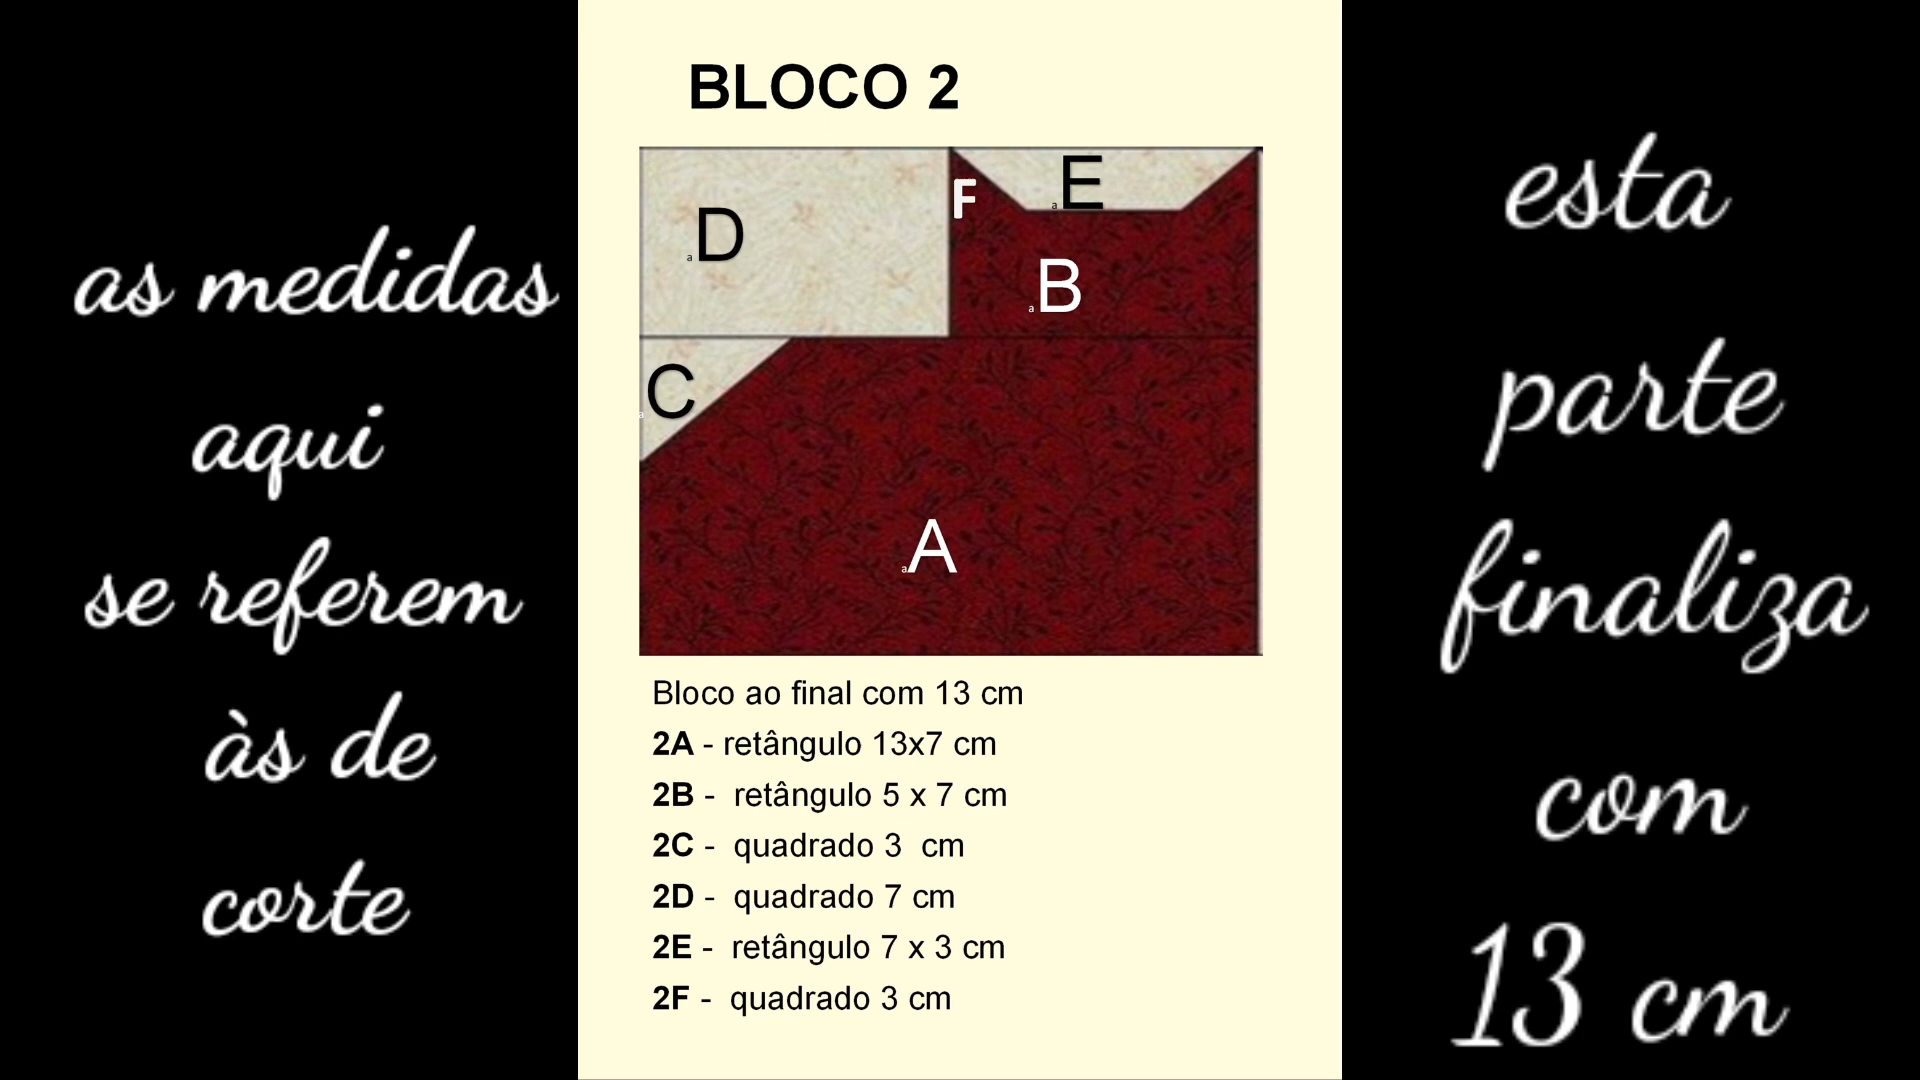 as medidas
aqui
se referem
às de
corte
BLOCO 2
D
F
E
B
C
A
a
a
a
a
a
Bloco ao final com 13 cm
2A - retângulo 13x7 cm
2B - retângulo 5 x 7 cm
2C - quadrado 3 cm
2D - quadrado 7 cm
2E - retângulo 7 x 3 cm
2F - quadrado 3 cm
esta
parte
finaliza
com
13 cm